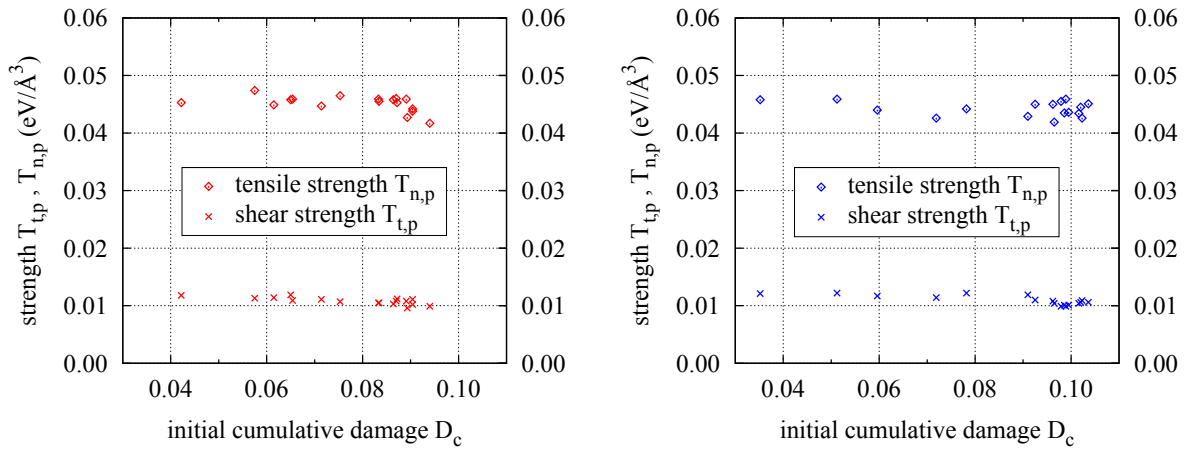 strength T_t,p , T_n,p (eV/Å³)
0.06 0.06
0.05 0.05
0.04 0.04
0.03 0.03
0.02 0.02
0.01 0.01
0.00 0.00
tensile strength T_n,p
shear strength T_t,p
0.04 0.06 0.08 0.10
initial cumulative damage D_c
strength T_t,p , T_n,p (eV/Å³)
0.06 0.06
0.05 0.05
0.04 0.04
0.03 0.03
0.02 0.02
0.01 0.01
0.00 0.00
tensile strength T_n,p
shear strength T_t,p
0.04 0.06 0.08 0.10
initial cumulative damage D_c